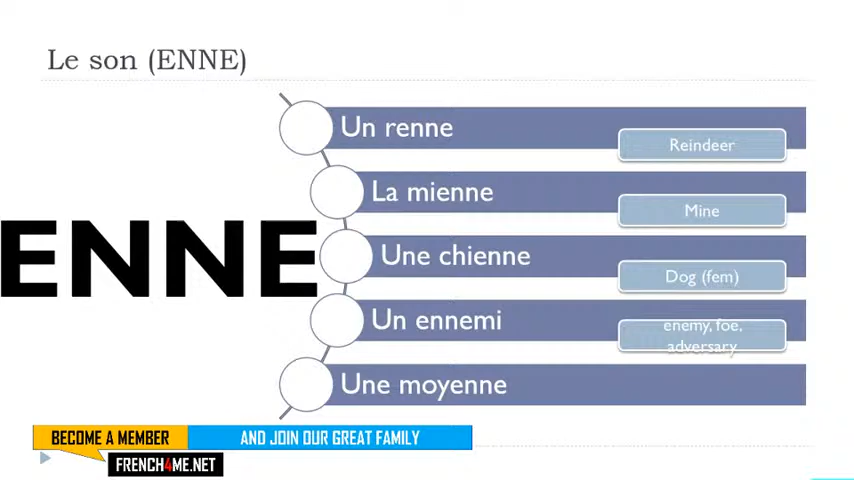 Le son (ENNE)
ENNE
Un renne
Reindeer
La mienne
Mine
Une chienne
Dog (fem)
Un ennemi
enemy, foe,
adversary
Une moyenne
BECOME A MEMBER
AND JOIN OUR GREAT FAMILY
FRENCH4ME.NET